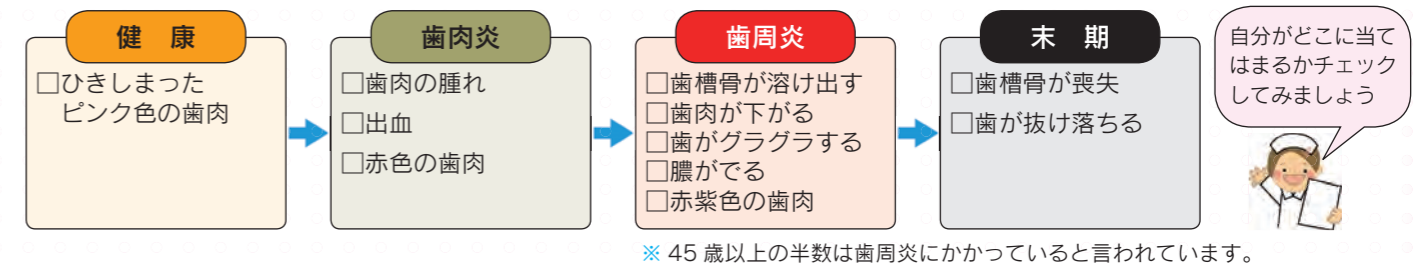 健 康
□ひきしまった
ピンク色の歯肉
歯肉炎
□歯肉の腫れ
□出血
□赤色の歯肉
歯周炎
□歯槽骨が溶け出す
□歯肉が下がる
□歯がグラグラする
□膿がでる
□赤紫色の歯肉
末 期
□歯槽骨が喪失
□歯が抜け落ちる
自分がどこに当て
はまるかチェック
してみましょう
※ 45 歳以上の半数は歯周炎にかかっていると言われています。